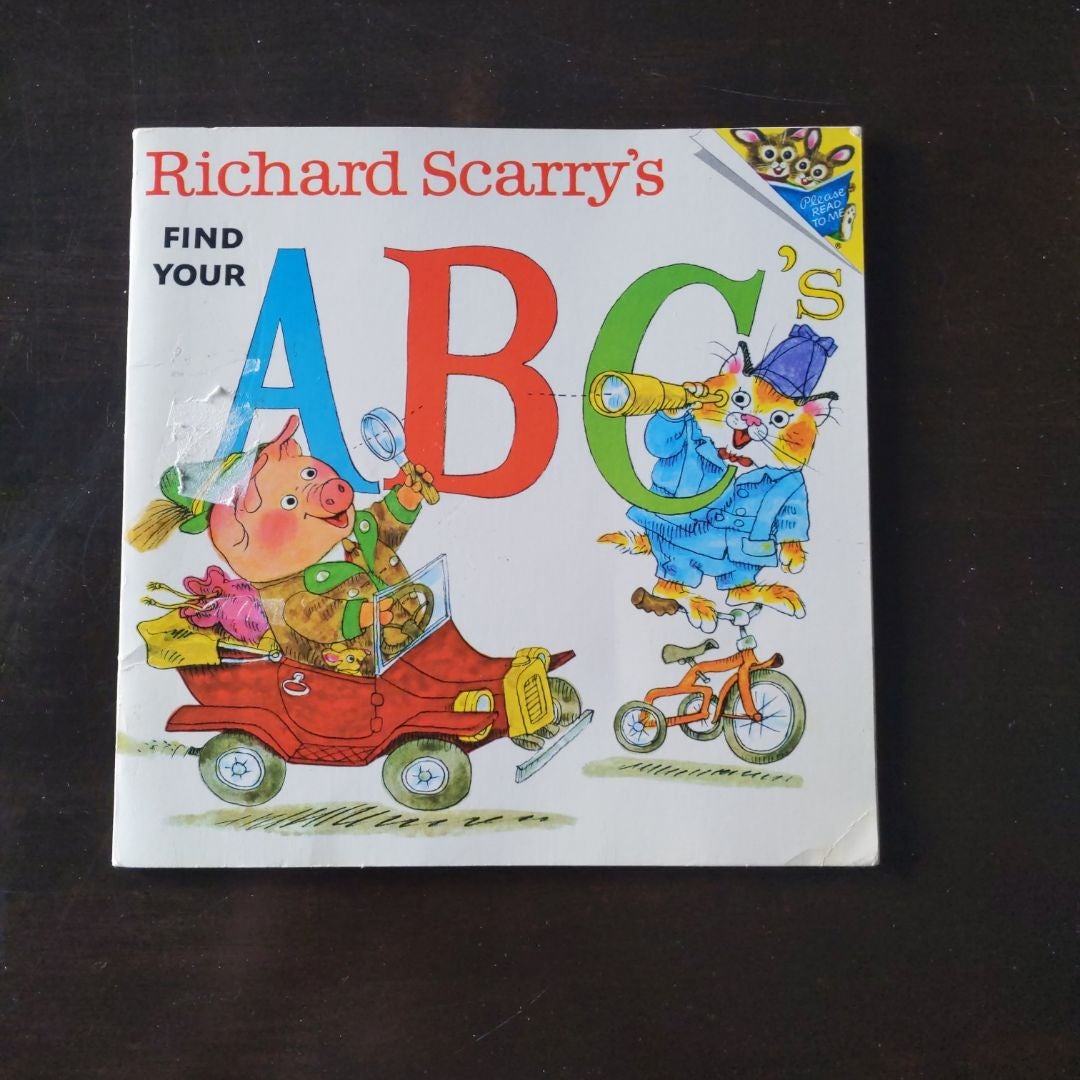 Richard Scarry's
Please
READ
TO ME
®
FIND
YOUR
ABC's